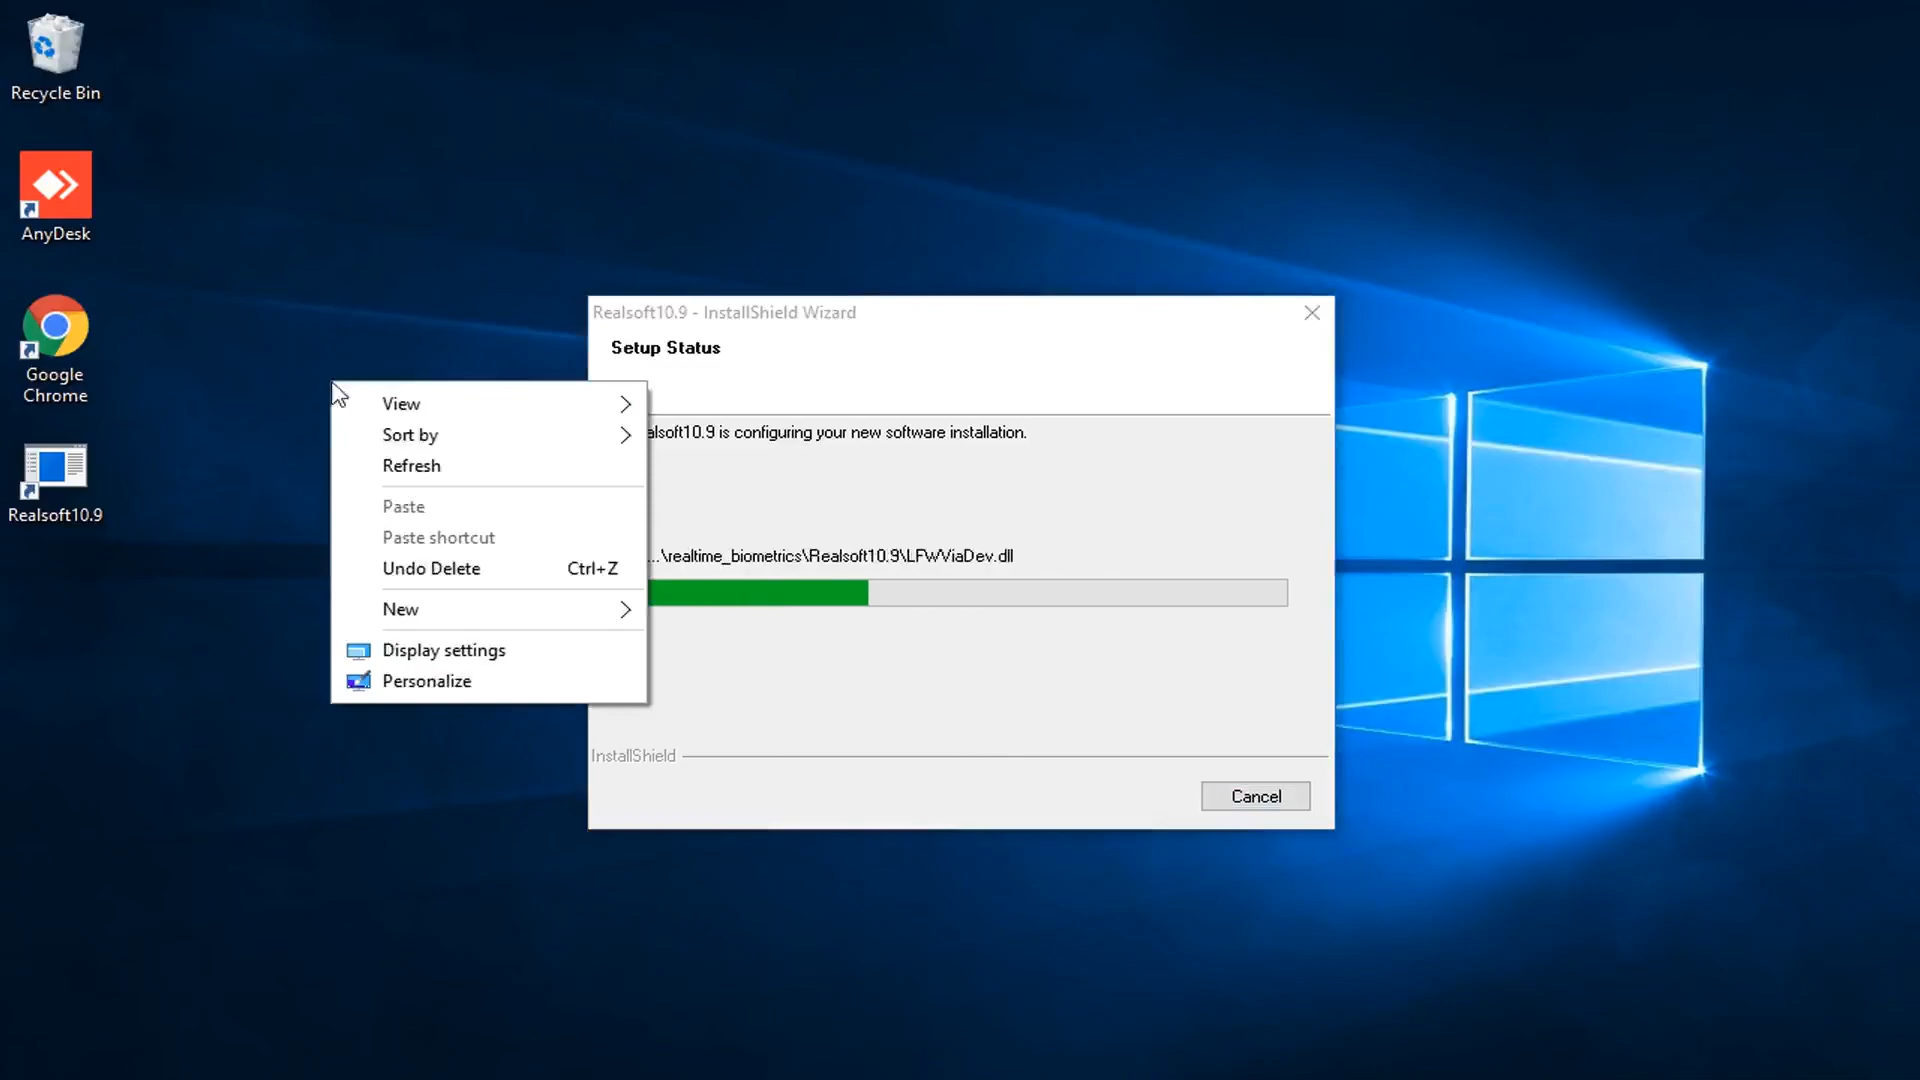 Recycle Bin
AnyDesk
Google
Chrome
Realsoft10.9
Realsoft10.9 - InstallShield Wizard
Setup Status
alsoft10.9 is configuring your new software installation.
...\realtime_biometrics\Realsoft10.9\LFWViaDev.dll
InstallShield
Cancel
View
Sort by
Refresh
Paste
Paste shortcut
Undo Delete Ctrl+Z
New
Display settings
Personalize